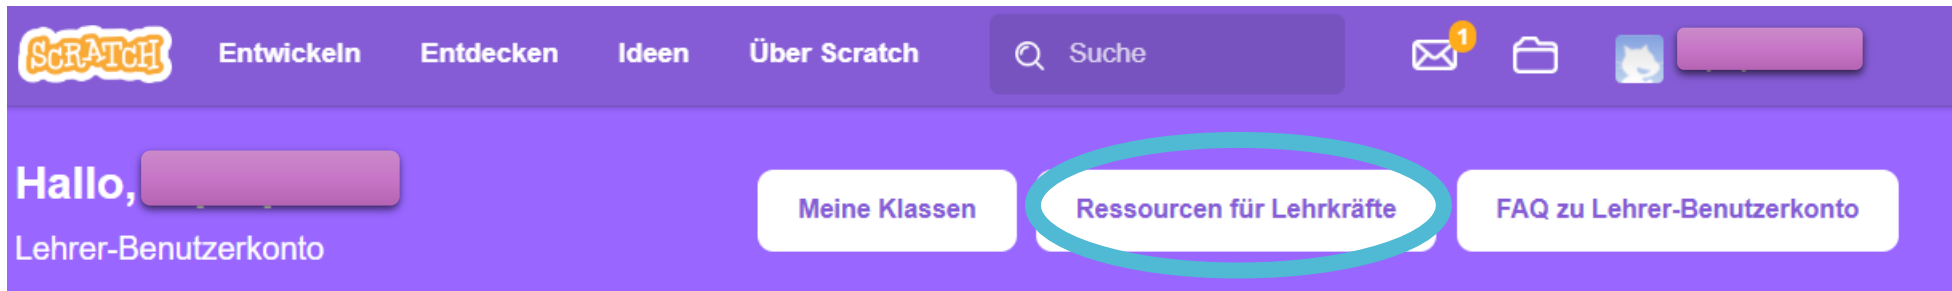 SCRATCH Entwickeln Entdecken Ideen Über Scratch Suche 1
Hallo,
Meine Klassen Ressourcen für Lehrkräfte FAQ zu Lehrer-Benutzerkonto
Lehrer-Benutzerkonto